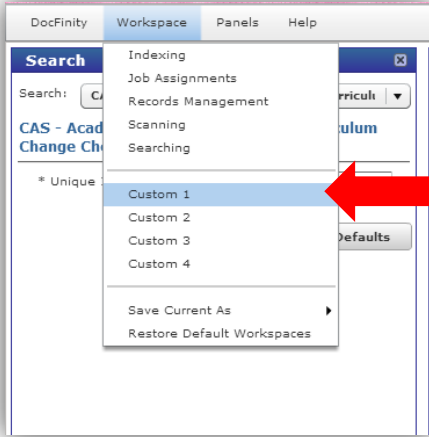 DocFinity Workspace Panels Help
Search
Indexing
Job Assignments
Search:
Records Management
CAS - Acad
Scanning
Change Ch
Searching
* Unique
Custom 1
Custom 2
Defaults
Custom 3
Custom 4
Save Current As
Restore Default Workspaces